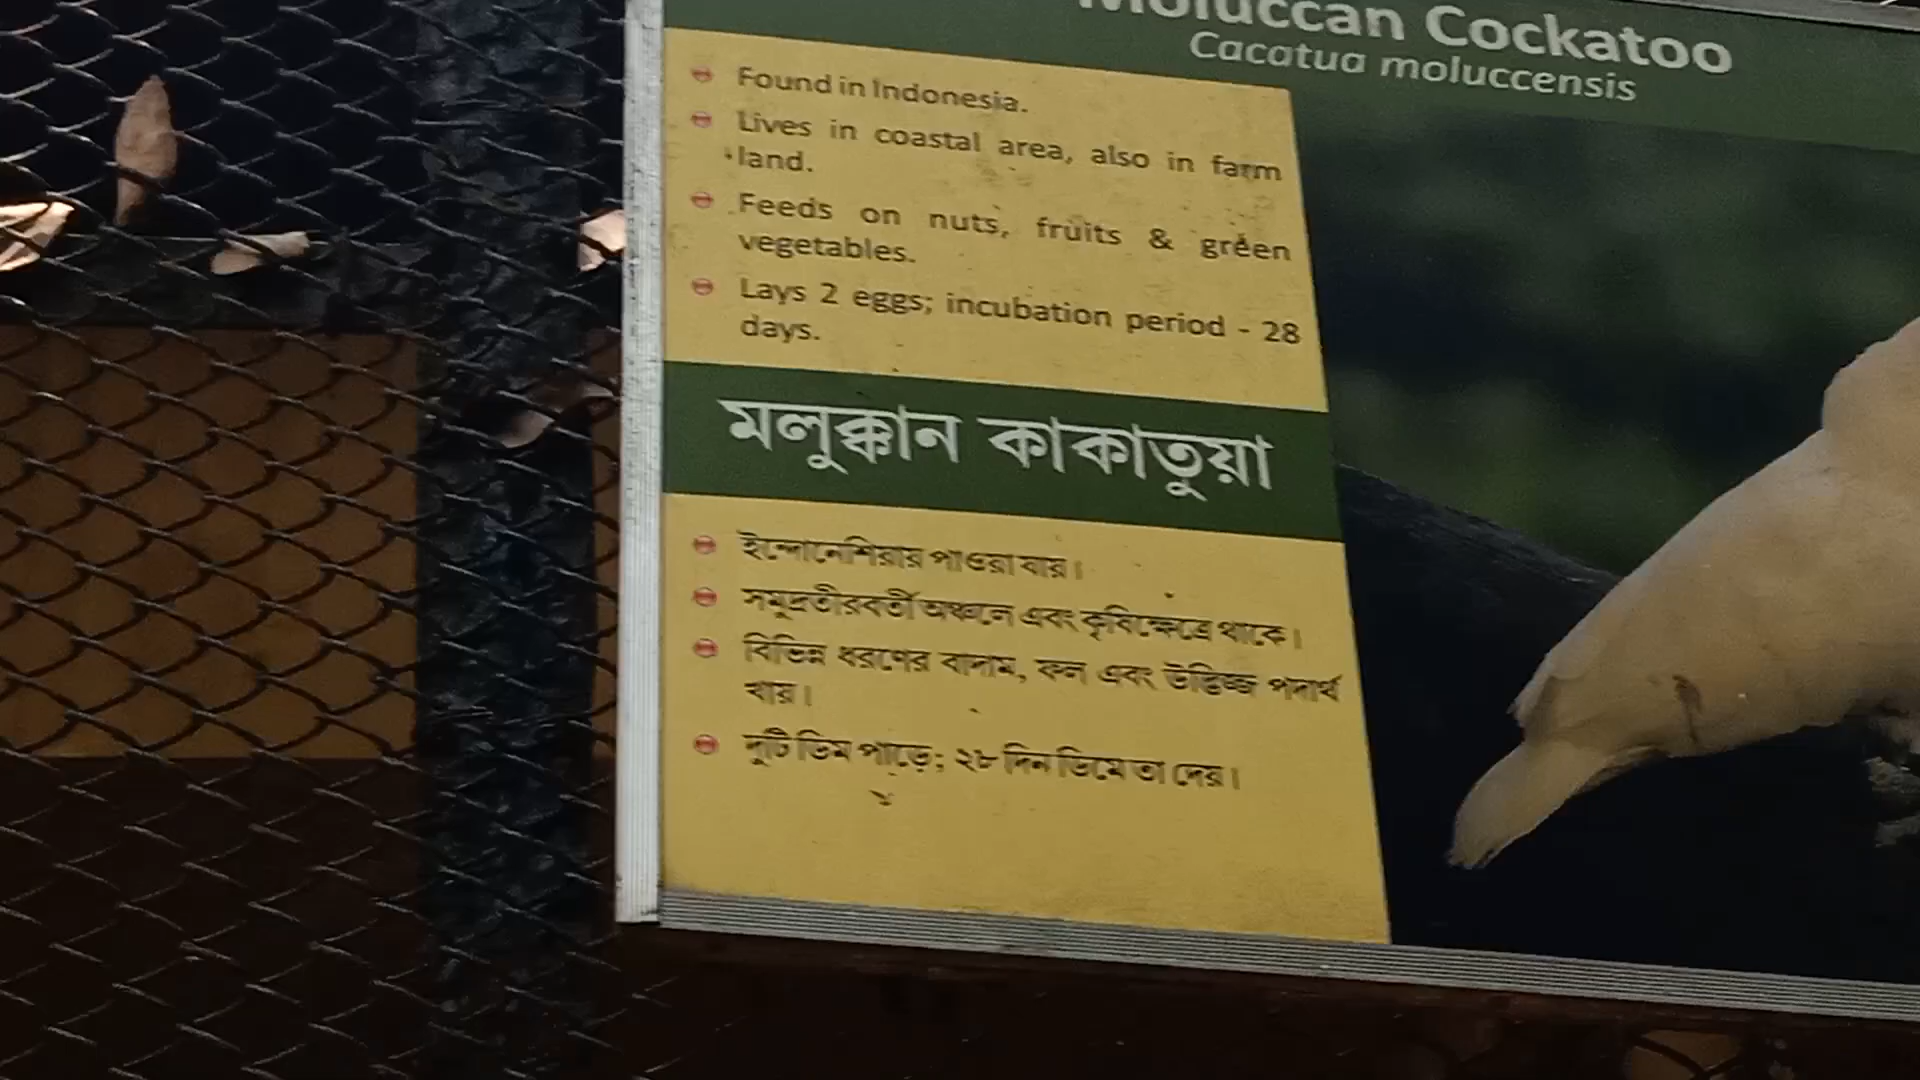 Moluccan Cockatoo
Cacatua moluccensis
Found in Indonesia.
Lives in coastal area, also in farm
land.
Feeds on nuts, fruits & green
vegetables.
Lays 2 eggs; incubation period - 28
days.
মলুক্কান কাকাতুয়া
ইন্দোনেশিয়ায় পাওয়া যায়।
সমুদ্রতীরবর্তী অঞ্চলে এবং কৃষিক্ষেত্রে থাকে।
বিভিন্ন ধরণের বাদাম, ফল এবং উদ্ভিজ্জ পদার্থ
খায়।
দুটি ডিম পাড়ে; ২৮ দিন ডিমে তা দেয়।